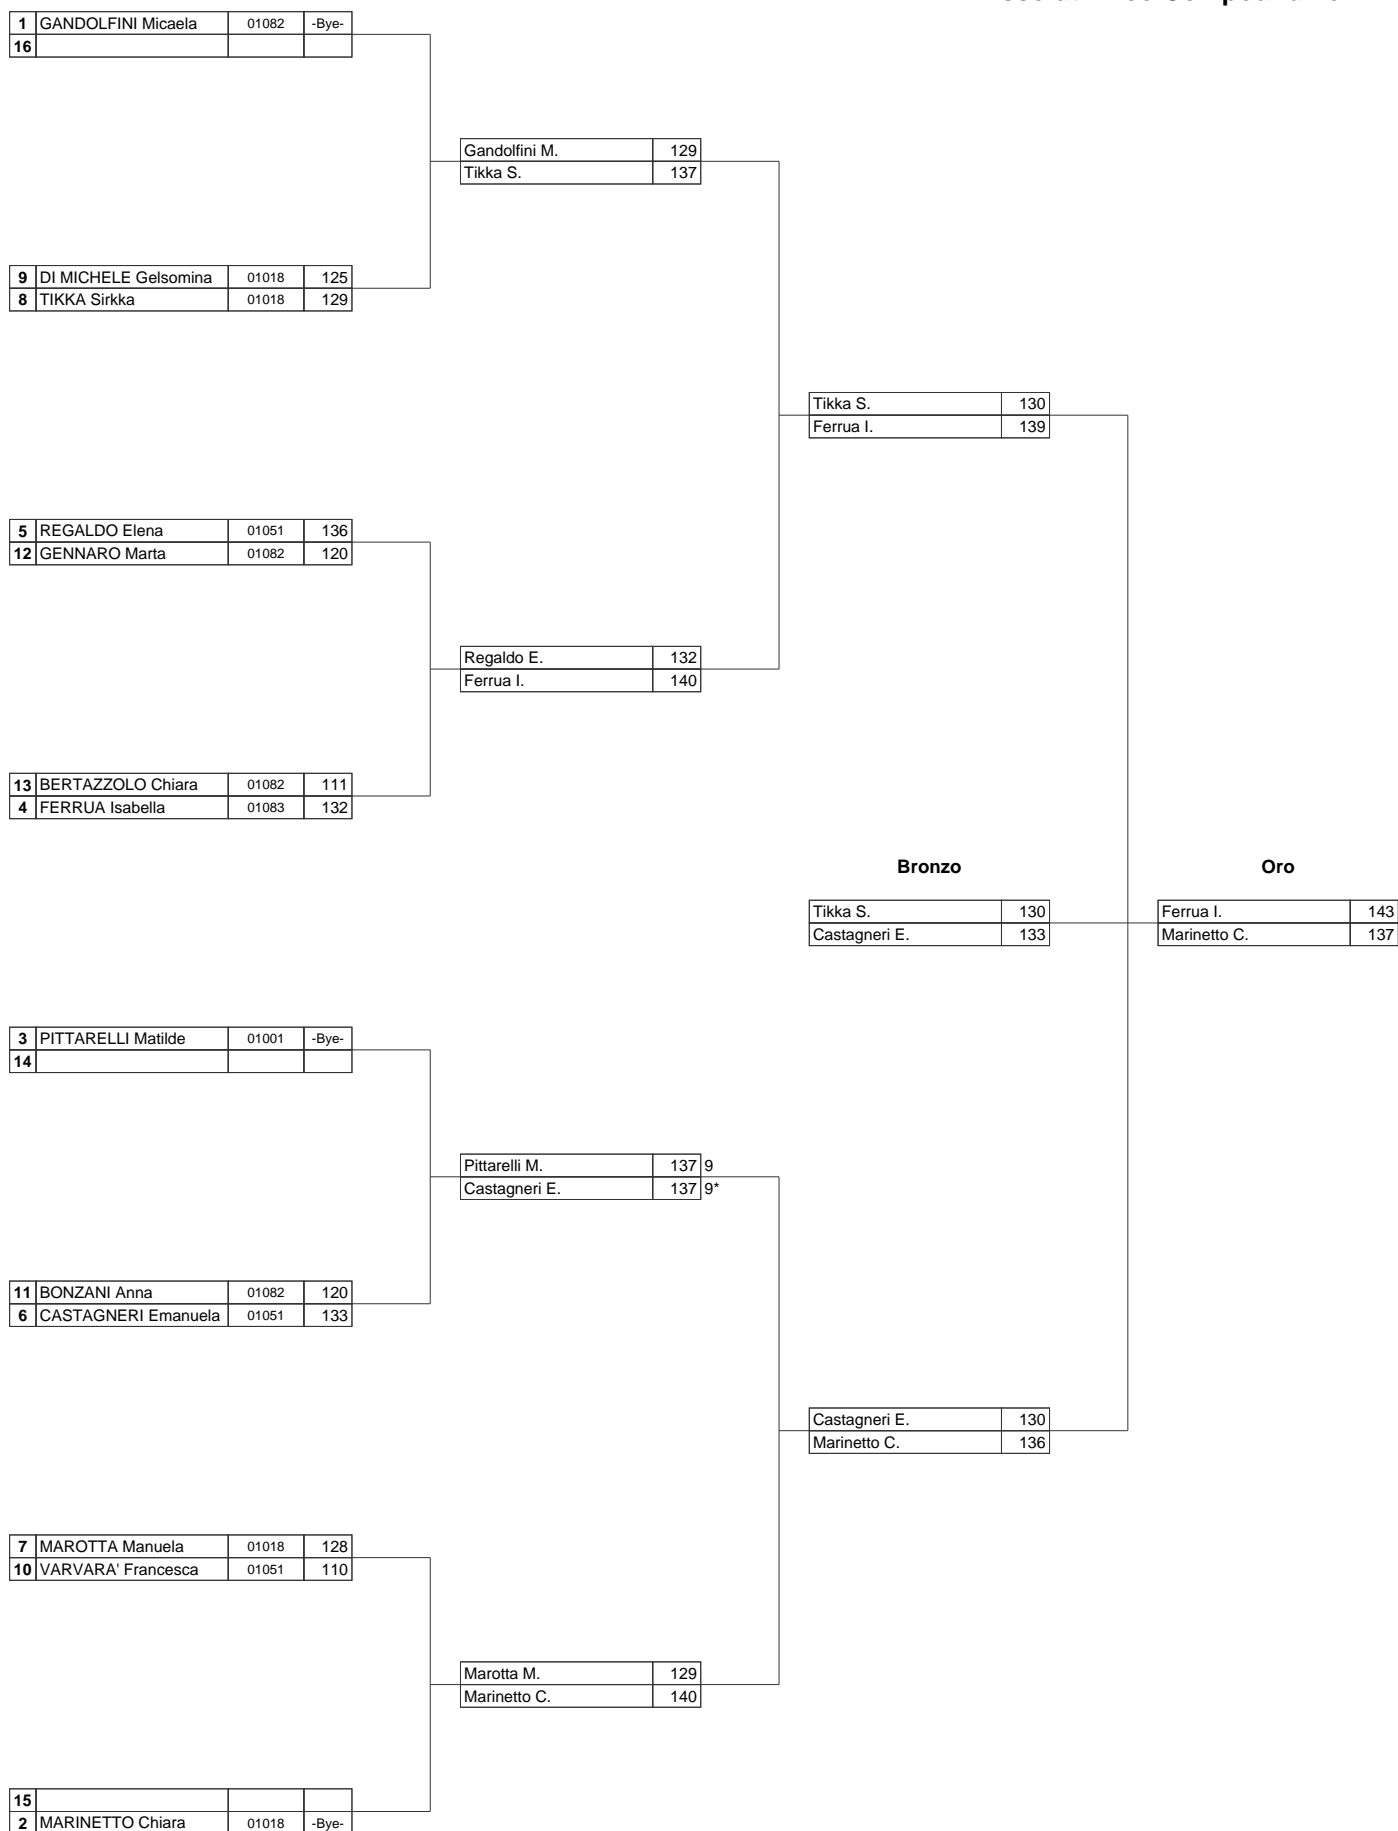 1 GANDOLFINI Micaela 01082 -Bye-
16
Gandolfini M. 129
Tikka S. 137
9 DI MICHELE Gelsomina 01018 125
8 TIKKA Sirkka 01018 129
Tikka S. 130
Ferrua I. 139
5 REGALDO Elena 01051 136
12 GENNARO Marta 01082 120
Regaldo E. 132
Ferrua I. 140
13 BERTAZZOLO Chiara 01082 111
4 FERRUA Isabella 01083 132
Bronzo Oro
Tikka S. 130 Ferrua I. 143
Castagneri E. 133 Marinetto C. 137
3 PITTARELLI Matilde 01001 -Bye-
14
Pittarelli M. 137 9
Castagneri E. 137 9*
11 BONZANI Anna 01082 120
6 CASTAGNERI Emanuela 01051 133
Castagneri E. 130
Marinetto C. 136
7 MAROTTA Manuela 01018 128
10 VARVARA' Francesca 01051 110
Marotta M. 129
Marinetto C. 140
15
2 MARINETTO Chiara 01018 -Bye-